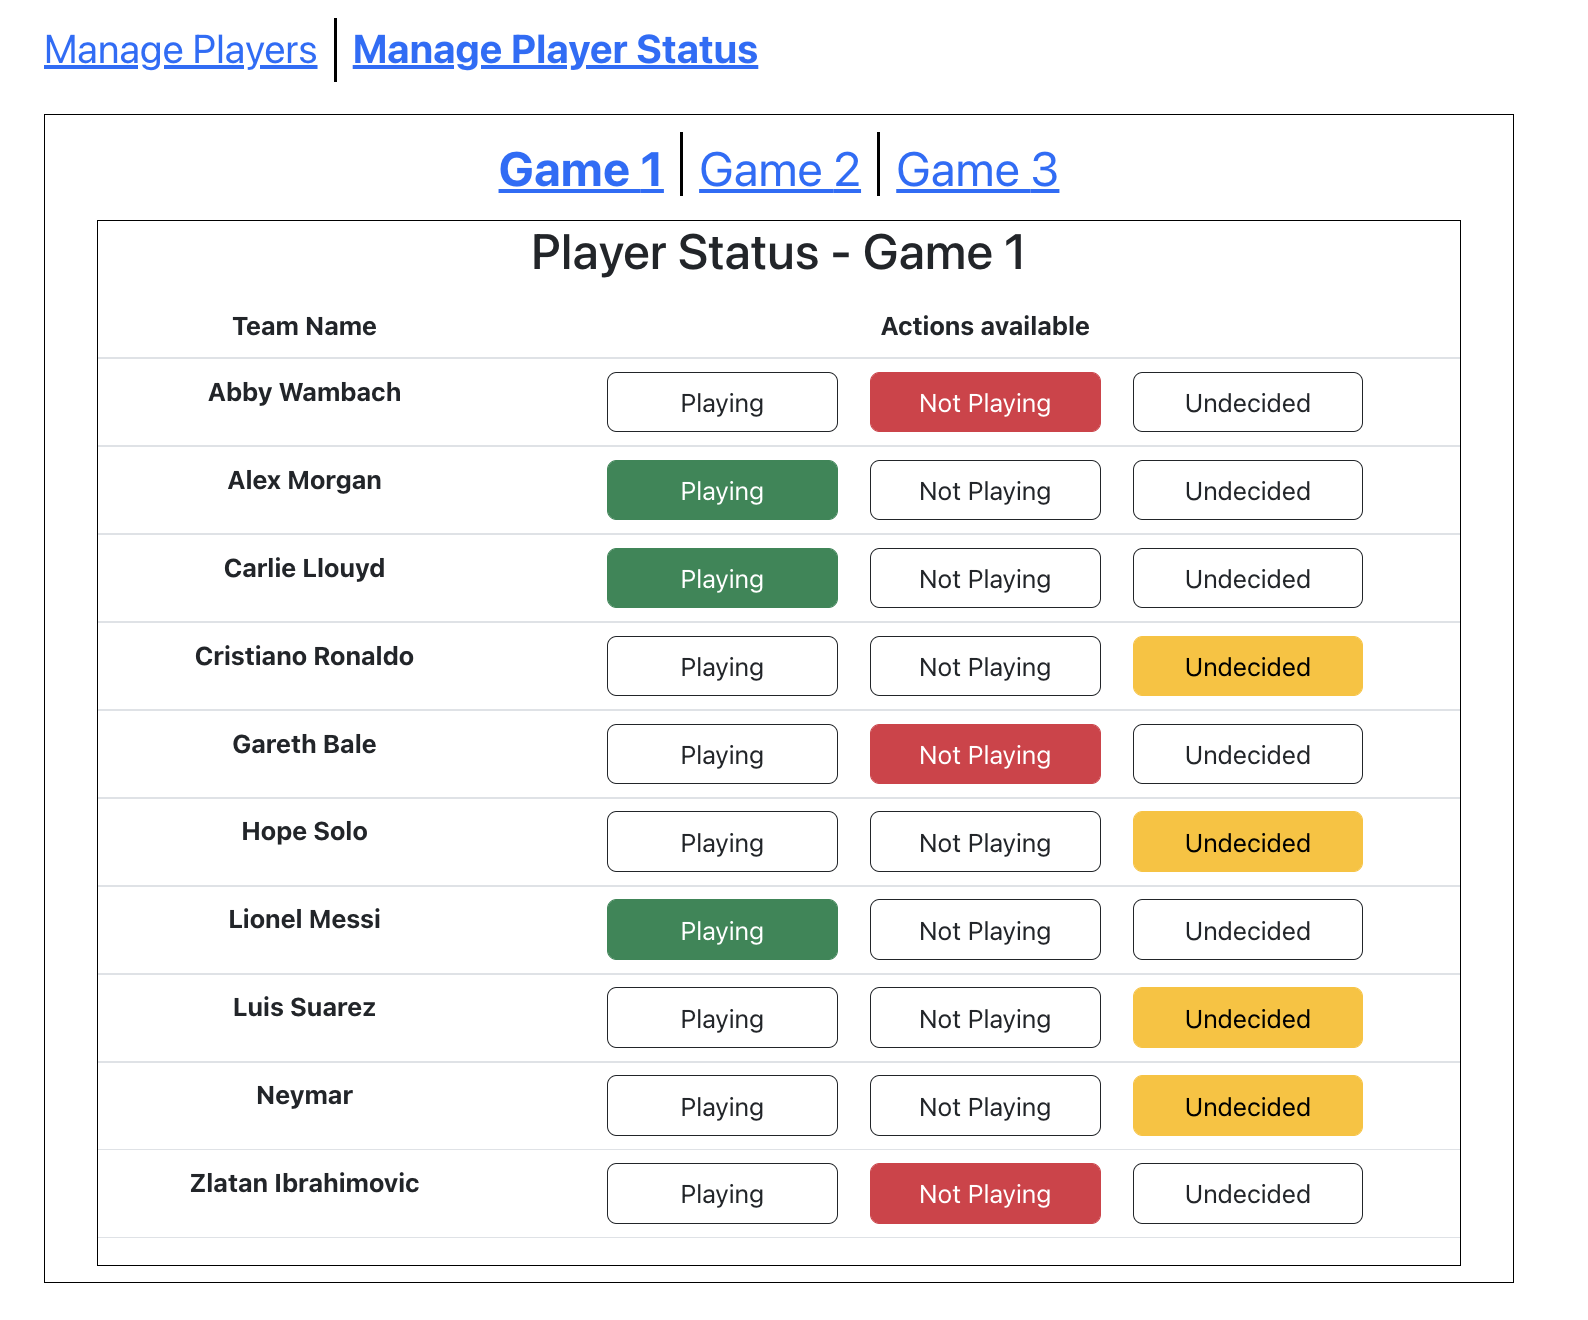 Manage Players Manage Player Status
Game 1 Game 2 Game 3
Player Status - Game 1
Team Name Actions available
Abby Wambach Playing Not Playing Undecided
Alex Morgan Playing Not Playing Undecided
Carlie Llouyd Playing Not Playing Undecided
Cristiano Ronaldo Playing Not Playing Undecided
Gareth Bale Playing Not Playing Undecided
Hope Solo Playing Not Playing Undecided
Lionel Messi Playing Not Playing Undecided
Luis Suarez Playing Not Playing Undecided
Neymar Playing Not Playing Undecided
Zlatan Ibrahimovic Playing Not Playing Undecided